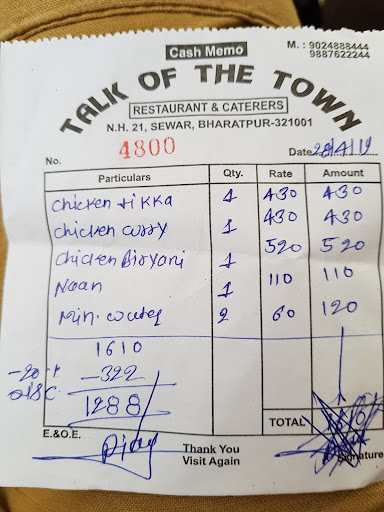 Cash Memo
M. : 9024888444
9887622244
TALK OF THE TOWN
RESTAURANT & CATERERS
N.H. 21, SEWAR, BHARATPUR-321001
No. 4800 Date 28/4/19
Particulars Qty. Rate Amount
Chicken tikka 1 430 430
Chicken curry 1 430 430
Chicken Biryani 1 520 520
Naan 1 110 110
Min. water 2 60 120
1610
-20% -322
disc
1288
TOTAL
E.&O.E.
Thank You
Visit Again
Signature